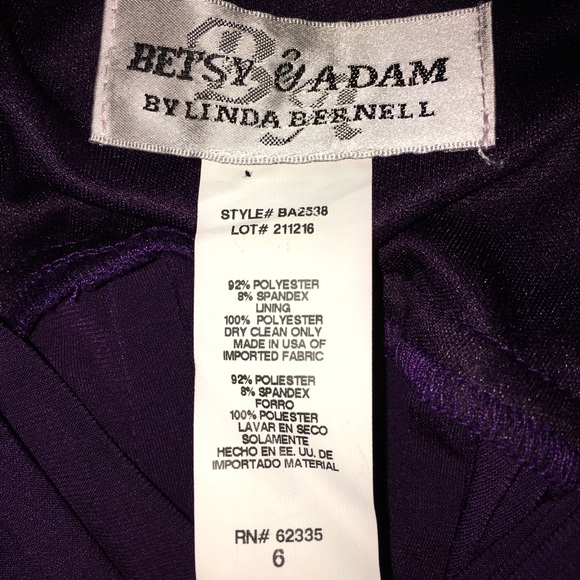 BETSY & ADAM
BY LINDA BERNELL
STYLE# BA2538
LOT# 211216
92% POLYESTER
8% SPANDEX
LINING
100% POLYESTER
DRY CLEAN ONLY
MADE IN USA OF
IMPORTED FABRIC
92% POLIESTER
8% SPANDEX
FORRO
100% POLIESTER
LAVAR EN SECO
SOLAMENTE
HECHO EN EE. UU. DE
IMPORTADO MATERIAL
RN# 62335
6